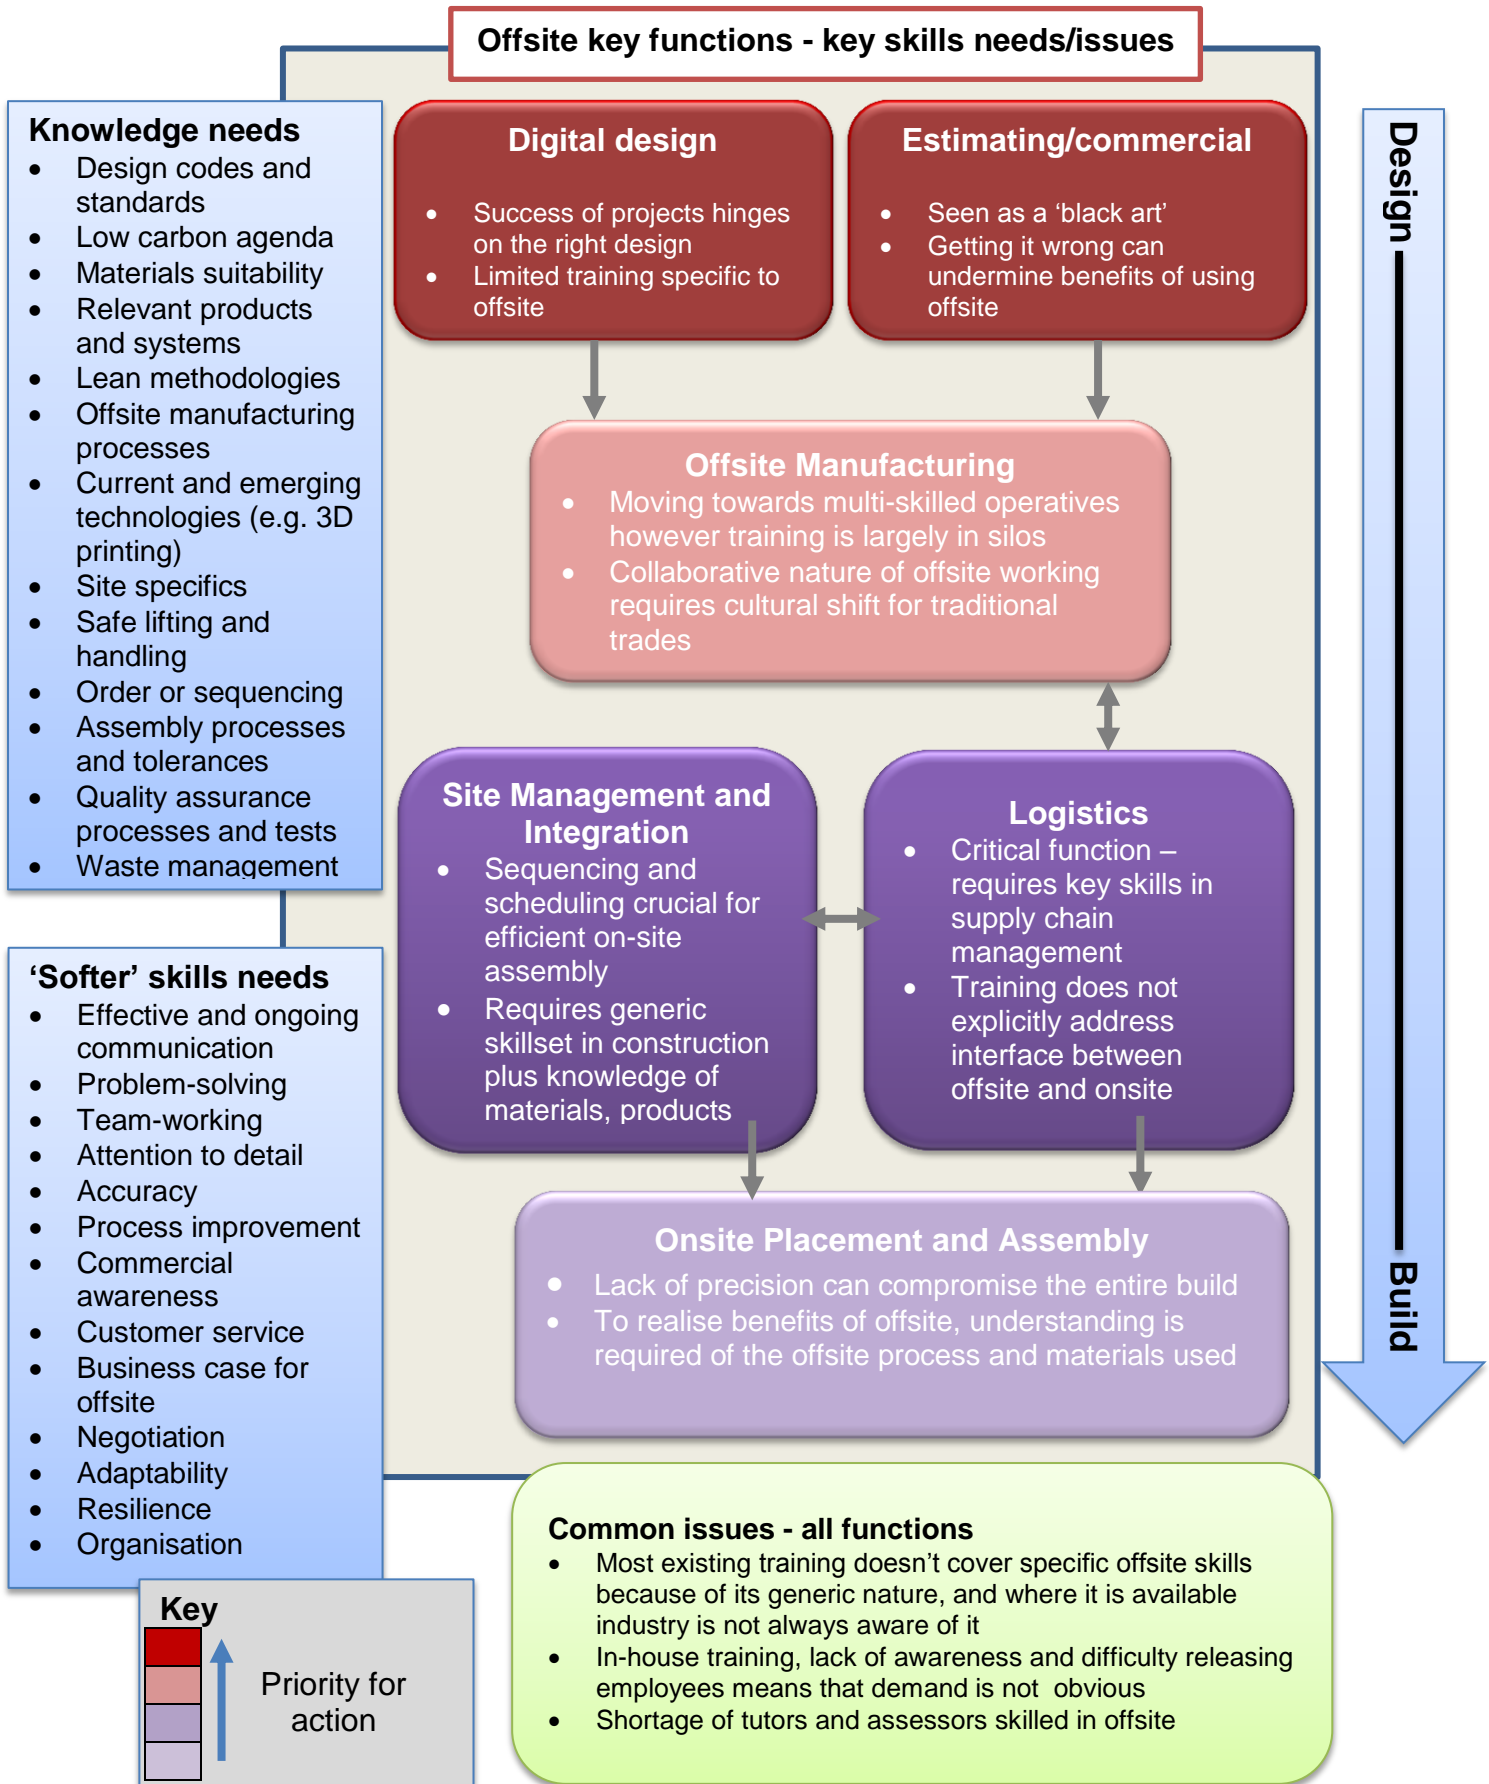 Offsite key functions - key skills needs/issues
Knowledge needs
• Design codes and
standards
• Low carbon agenda
• Materials suitability
• Relevant products
and systems
• Lean methodologies
• Offsite manufacturing
processes
• Current and emerging
technologies (e.g. 3D
printing)
• Site specifics
• Safe lifting and
handling
• Order or sequencing
• Assembly processes
and tolerances
• Quality assurance
processes and tests
• Waste management
'Softer' skills needs
• Effective and ongoing
communication
• Problem-solving
• Team-working
• Attention to detail
• Accuracy
• Process improvement
• Commercial
awareness
• Customer service
• Business case for
offsite
• Negotiation
• Adaptability
• Resilience
• Organisation
Key
Priority for
action
Digital design
• Success of projects hinges
on the right design
• Limited training specific to
offsite
Estimating/commercial
• Seen as a ‘black art’
• Getting it wrong can
undermine benefits of using
offsite
Offsite Manufacturing
• Moving towards multi-skilled operatives
however training is largely in silos
• Collaborative nature of offsite working
requires cultural shift for traditional
trades
Site Management and
Integration
• Sequencing and
scheduling crucial for
efficient on-site
assembly
• Requires generic
skillset in construction
plus knowledge of
materials, products
Logistics
• Critical function –
requires key skills in
supply chain
management
• Training does not
explicitly address
interface between
offsite and onsite
Onsite Placement and Assembly
• Lack of precision can compromise the entire build
• To realise benefits of offsite, understanding is
required of the offsite process and materials used
Common issues - all functions
• Most existing training doesn’t cover specific offsite skills
because of its generic nature, and where it is available
industry is not always aware of it
• In-house training, lack of awareness and difficulty releasing
employees means that demand is not obvious
• Shortage of tutors and assessors skilled in offsite
Design
Build